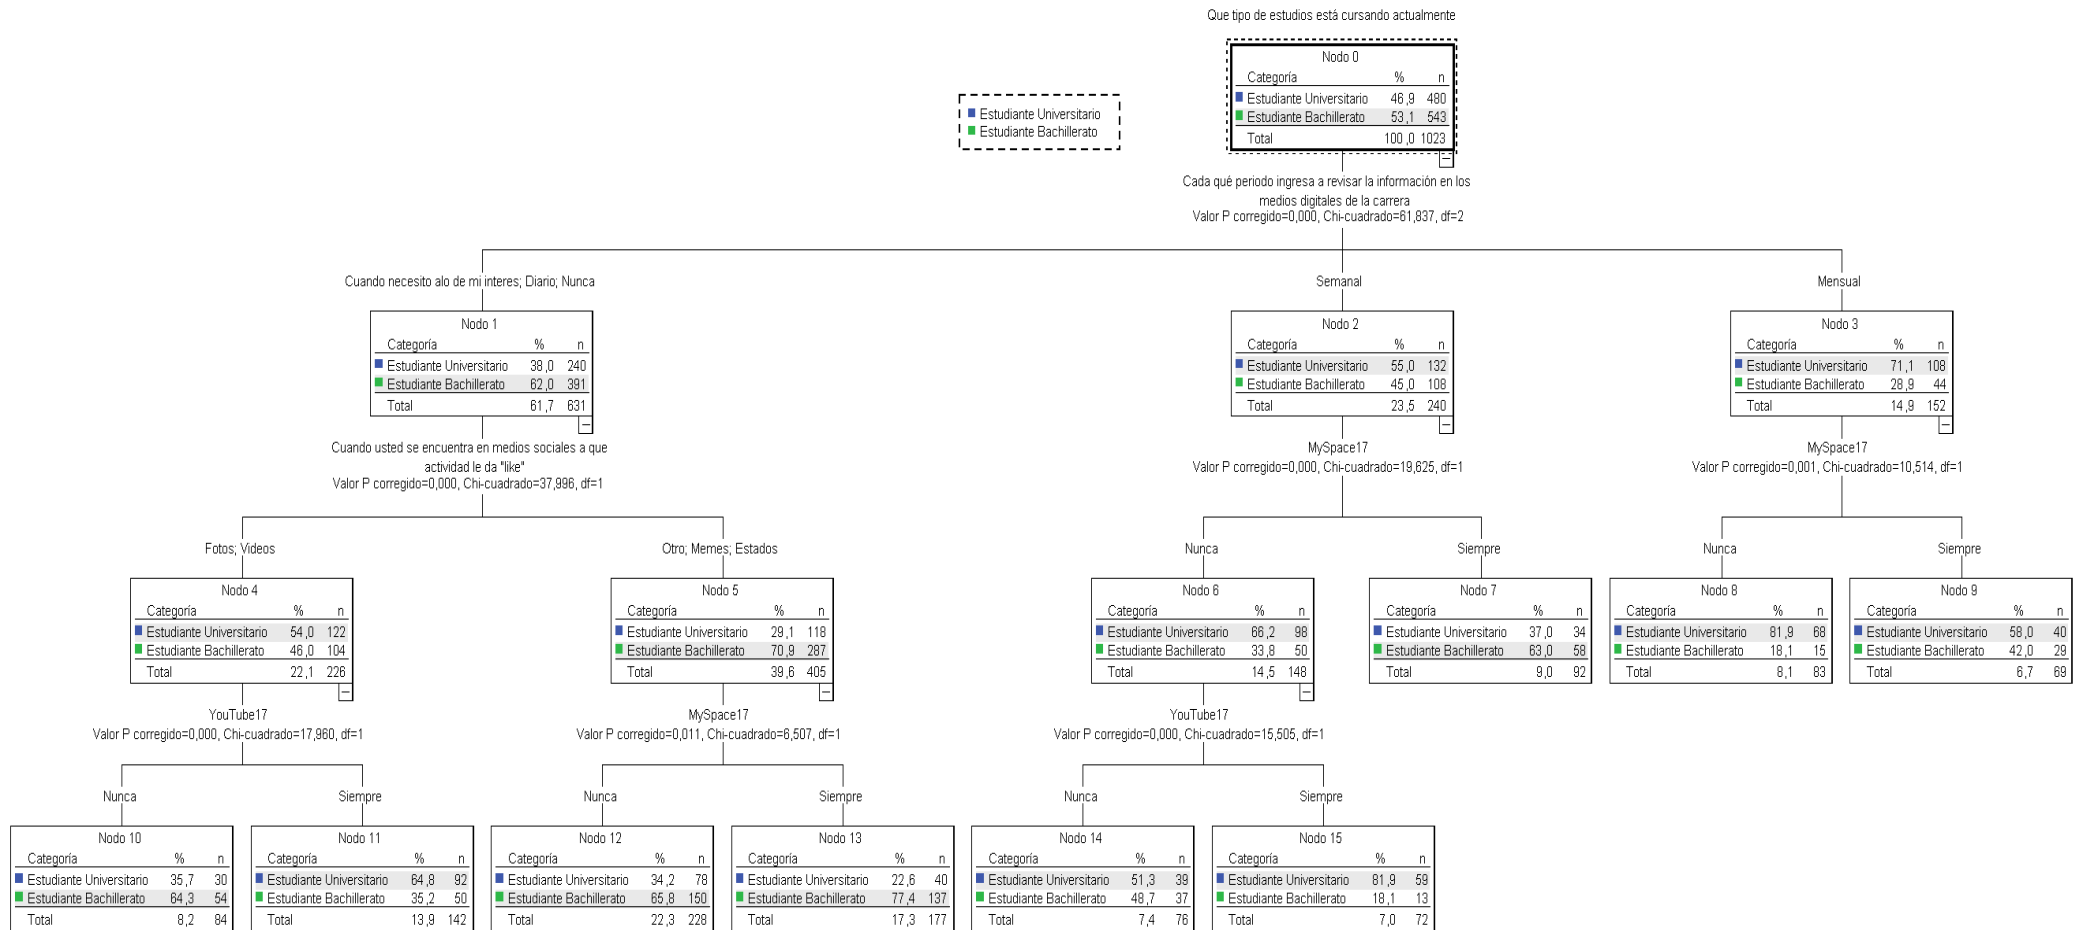 Que tipo de estudios está cursando actualmente
Nodo 0
Categoría % n
Estudiante Universitario 46,9 480
Estudiante Bachillerato 53,1 543
Total 100,0 1023
Estudiante Universitario
Estudiante Bachillerato
Cada qué periodo ingresa a revisar la información en los
medios digitales de la carrera
Valor P corregido=0,000, Chi-cuadrado=61,837, df=2
Cuando necesito alo de mi interes; Diario; Nunca
Semanal
Mensual
Nodo 1
Categoría % n
Estudiante Universitario 38,0 240
Estudiante Bachillerato 62,0 391
Total 61,7 631
Nodo 2
Categoría % n
Estudiante Universitario 55,0 132
Estudiante Bachillerato 45,0 108
Total 23,5 240
Nodo 3
Categoría % n
Estudiante Universitario 71,1 108
Estudiante Bachillerato 28,9 44
Total 14,9 152
Cuando usted se encuentra en medios sociales a que
actividad le da "like"
Valor P corregido=0,000, Chi-cuadrado=37,996, df=1
MySpace17
Valor P corregido=0,000, Chi-cuadrado=19,625, df=1
MySpace17
Valor P corregido=0,001, Chi-cuadrado=10,514, df=1
Fotos; Videos
Otro; Memes; Estados
Nunca
Siempre
Nunca
Siempre
Nodo 4
Categoría % n
Estudiante Universitario 54,0 122
Estudiante Bachillerato 46,0 104
Total 22,1 226
Nodo 5
Categoría % n
Estudiante Universitario 29,1 118
Estudiante Bachillerato 70,9 287
Total 39,6 405
Nodo 6
Categoría % n
Estudiante Universitario 66,2 98
Estudiante Bachillerato 33,8 50
Total 14,5 148
Nodo 7
Categoría % n
Estudiante Universitario 37,0 34
Estudiante Bachillerato 63,0 58
Total 9,0 92
Nodo 8
Categoría % n
Estudiante Universitario 81,9 68
Estudiante Bachillerato 18,1 15
Total 8,1 83
Nodo 9
Categoría % n
Estudiante Universitario 58,0 40
Estudiante Bachillerato 42,0 29
Total 6,7 69
YouTube17
Valor P corregido=0,000, Chi-cuadrado=17,960, df=1
MySpace17
Valor P corregido=0,011, Chi-cuadrado=6,507, df=1
YouTube17
Valor P corregido=0,000, Chi-cuadrado=15,505, df=1
Nunca
Siempre
Nunca
Siempre
Nunca
Siempre
Nodo 10
Categoría % n
Estudiante Universitario 35,7 30
Estudiante Bachillerato 64,3 54
Total 8,2 84
Nodo 11
Categoría % n
Estudiante Universitario 64,8 92
Estudiante Bachillerato 35,2 50
Total 13,9 142
Nodo 12
Categoría % n
Estudiante Universitario 34,2 78
Estudiante Bachillerato 65,8 150
Total 22,3 228
Nodo 13
Categoría % n
Estudiante Universitario 22,6 40
Estudiante Bachillerato 77,4 137
Total 17,3 177
Nodo 14
Categoría % n
Estudiante Universitario 51,3 39
Estudiante Bachillerato 48,7 37
Total 7,4 76
Nodo 15
Categoría % n
Estudiante Universitario 81,9 59
Estudiante Bachillerato 18,1 13
Total 7,0 72